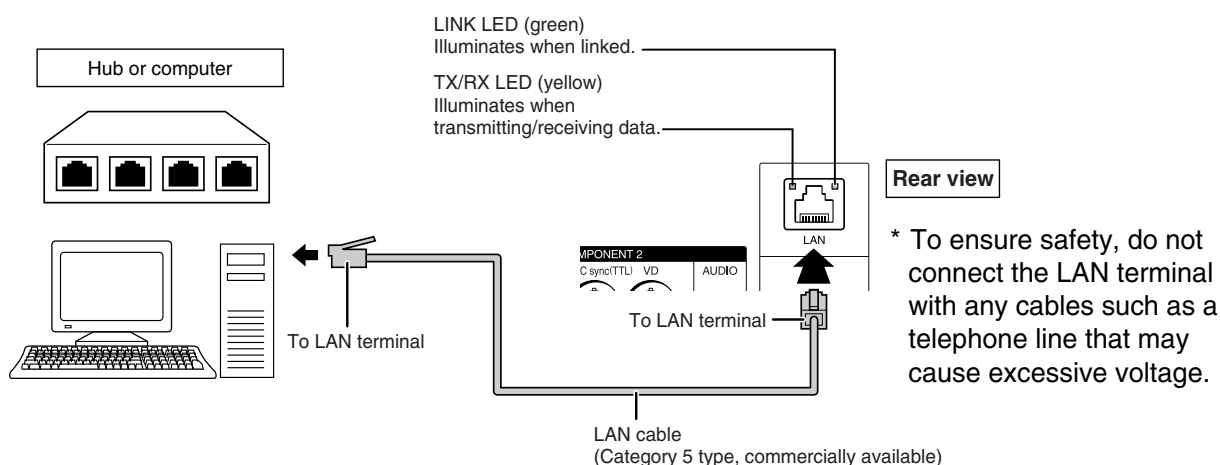 LINK LED (green)
Illuminates when linked.
Hub or computer
TX/RX LED (yellow)
Illuminates when
transmitting/receiving data.
Rear view
LAN
* To ensure safety, do not
connect the LAN terminal
with any cables such as a
telephone line that may
cause excessive voltage.
MPONENT 2
C sync(TTL) VD AUDIO
To LAN terminal
To LAN terminal
LAN cable
(Category 5 type, commercially available)